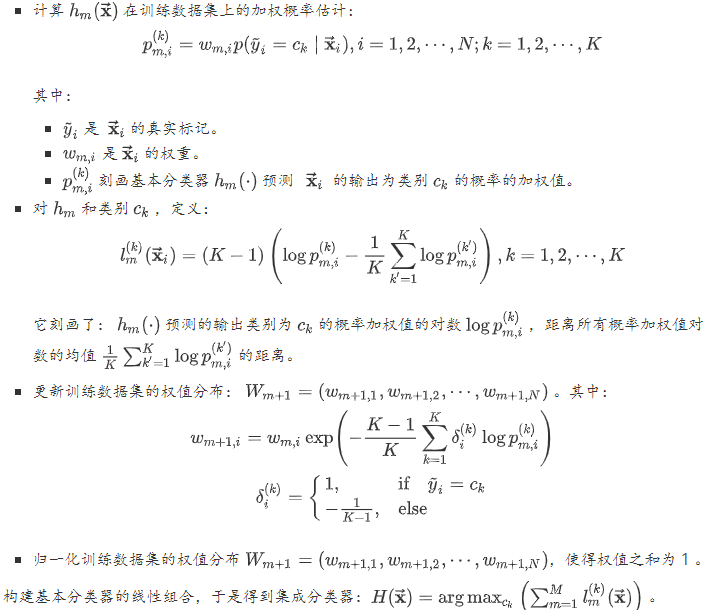 ▪ 计算 $h_m(\vec{\mathbf{x}})$ 在训练数据集上的加权概率估计：
$p_{m,i}^{(k)} = w_{m,i} p(\tilde{y}_i = c_k \mid \vec{\mathbf{x}}_i), i = 1, 2, \cdots, N; k = 1, 2, \cdots, K$
其中：
▪ $\tilde{y}_i$ 是 $\vec{\mathbf{x}}_i$ 的真实标记。
▪ $w_{m,i}$ 是 $\vec{\mathbf{x}}_i$ 的权重。
▪ $p_{m,i}^{(k)}$ 刻画基本分类器 $h_m(\cdot)$ 预测 $\vec{\mathbf{x}}_i$ 的输出为类别 $c_k$ 的概率的加权值。
▪ 对 $h_m$ 和类别 $c_k$ ，定义：
$l_m^{(k)}(\vec{\mathbf{x}}_i) = (K-1)\left(\log p_{m,i}^{(k)} - \frac{1}{K}\sum_{k'=1}^{K} \log p_{m,i}^{(k')}\right), k = 1, 2, \cdots, K$
它刻画了： $h_m(\cdot)$ 预测的输出类别为 $c_k$ 的概率加权值的对数 $\log p_{m,i}^{(k)}$ ，距离所有概率加权值对
数的均值 $\frac{1}{K}\sum_{k'=1}^{K} \log p_{m,i}^{(k')}$ 的距离。
▪ 更新训练数据集的权值分布： $W_{m+1} = (w_{m+1,1}, w_{m+1,2}, \cdots, w_{m+1,N})$ 。其中：
$w_{m+1,i} = w_{m,i} \exp\left(-\frac{K-1}{K}\sum_{k=1}^{K} \delta_i^{(k)} \log p_{m,i}^{(k)}\right)$
$\delta_i^{(k)} = \begin{cases} 1, & \text{if} \quad \tilde{y}_i = c_k \\ -\frac{1}{K-1}, & \text{else} \end{cases}$
▪ 归一化训练数据集的权值分布 $W_{m+1} = (w_{m+1,1}, w_{m+1,2}, \cdots, w_{m+1,N})$，使得权值之和为 1 。
构建基本分类器的线性组合，于是得到集成分类器：$H(\vec{\mathbf{x}}) = \arg\max_{c_k}\left(\sum_{m=1}^{M} l_m^{(k)}(\vec{\mathbf{x}})\right)$ 。